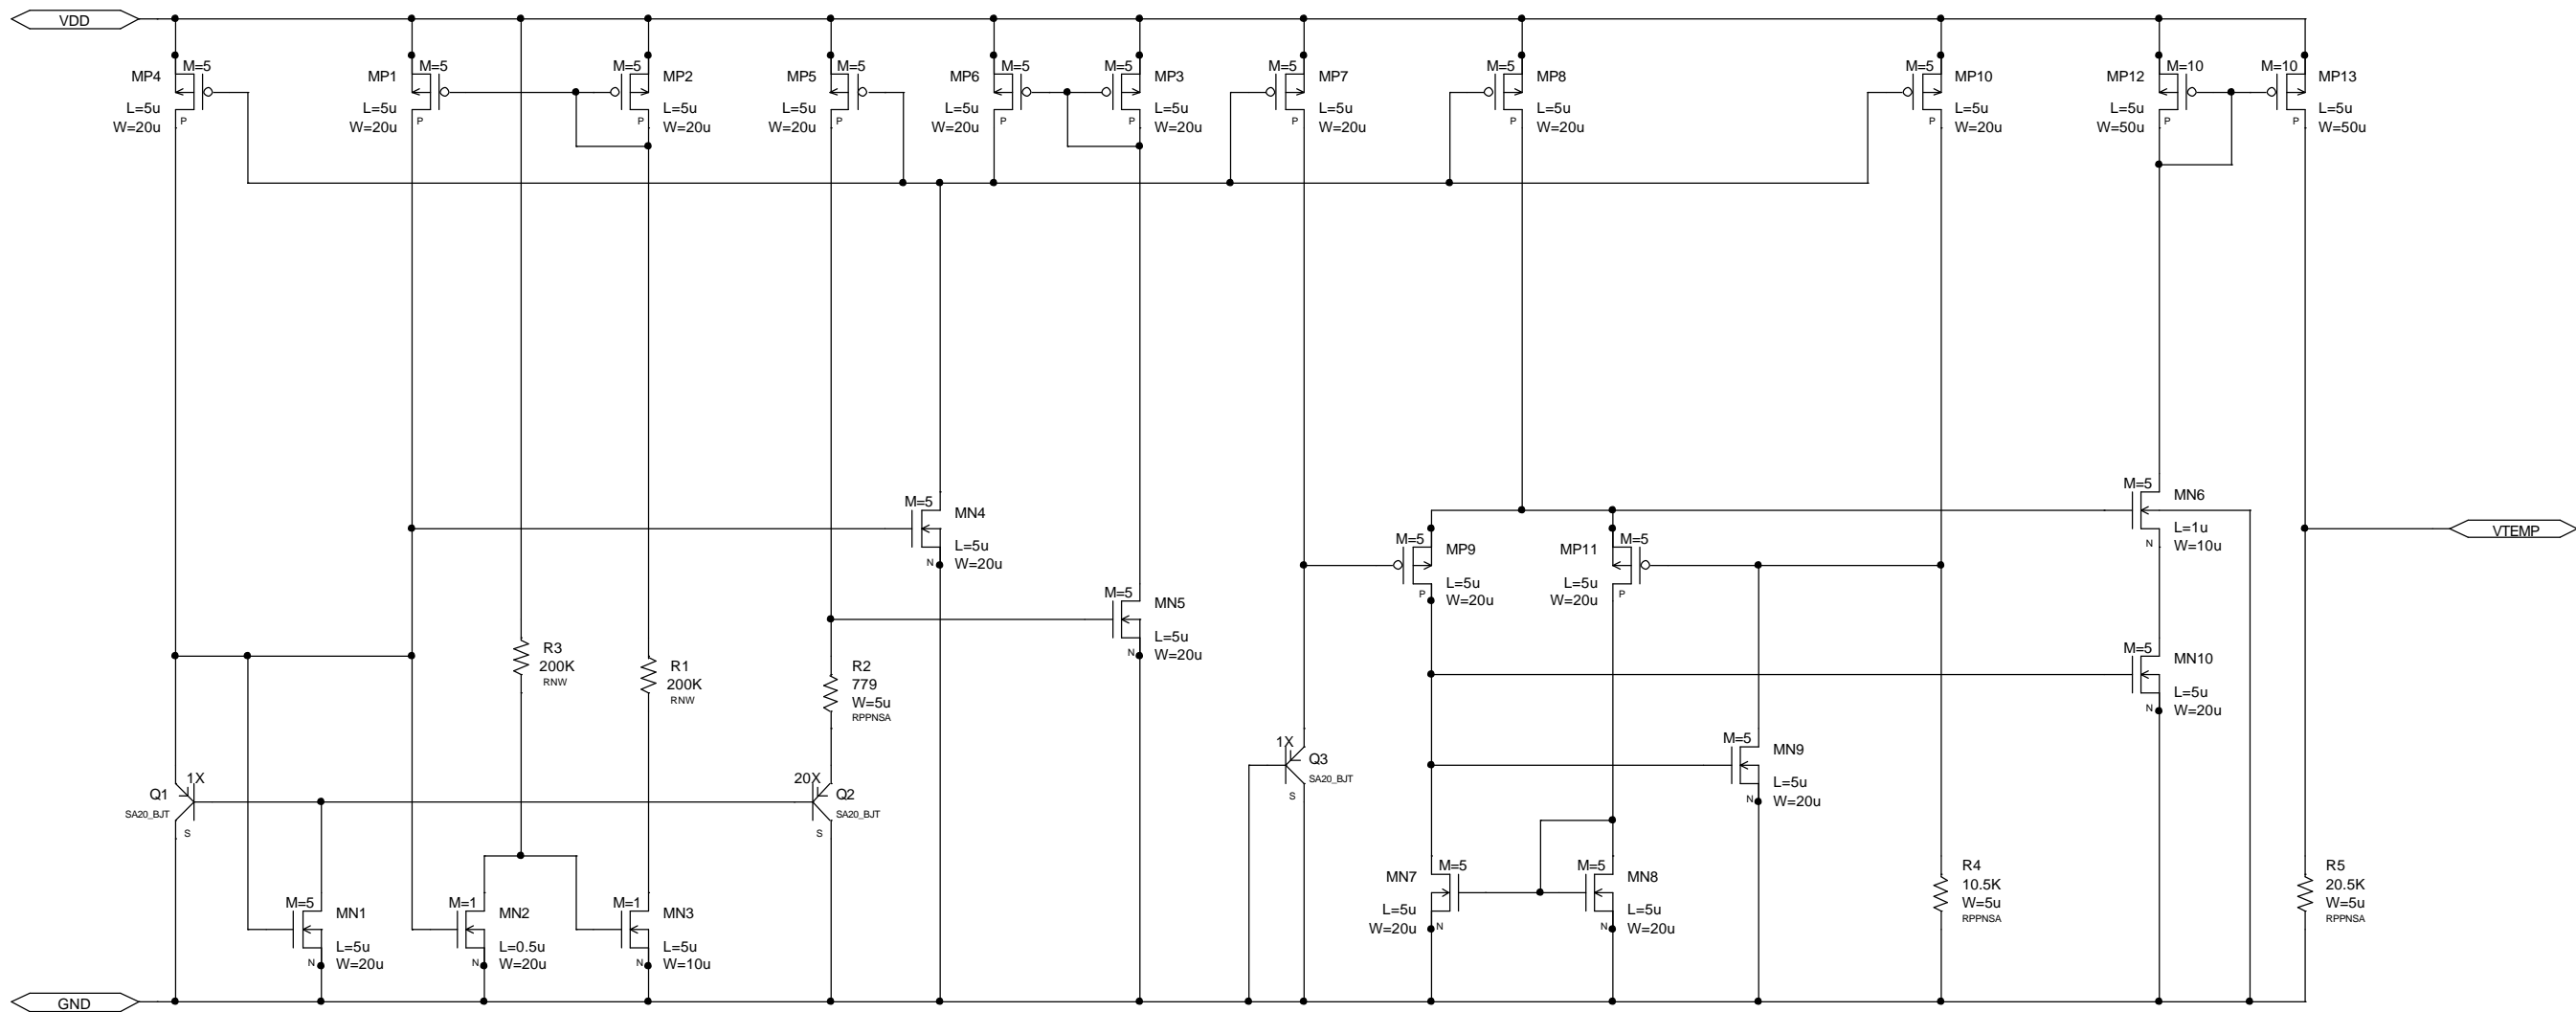 VDD
M=5
MP4
L=5u
W=20u
P
M=5
MP1
L=5u
W=20u
P
M=5
MP2
L=5u
W=20u
P
M=5
MP5
L=5u
W=20u
P
M=5
MP6
L=5u
W=20u
P
M=5
MP3
L=5u
W=20u
P
M=5
MP7
L=5u
W=20u
P
M=5
MP8
L=5u
W=20u
P
M=5
MP10
L=5u
W=20u
P
M=10
MP12
L=5u
W=50u
P
M=10
MP13
L=5u
W=50u
P
M=5
MN4
L=5u
W=20u
N
M=5
MN5
L=5u
W=20u
N
M=5
MP9
L=5u
W=20u
P
M=5
MP11
L=5u
W=20u
P
M=5
MN6
L=1u
W=10u
N
VTEMP
R3
200K
RNW
R1
200K
RNW
R2
779
W=5u
RPPNSA
M=5
MN10
L=5u
W=20u
N
1X
Q1
SA20_BJT
S
20X
Q2
SA20_BJT
S
1X
Q3
SA20_BJT
S
M=5
MN9
L=5u
W=20u
N
M=5
MN1
L=5u
W=20u
N
M=1
MN2
L=0.5u
W=20u
N
M=1
MN3
L=5u
W=10u
N
M=5
MN7
L=5u
W=20u
N
M=5
MN8
L=5u
W=20u
N
R4
10.5K
W=5u
RPPNSA
R5
20.5K
W=5u
RPPNSA
GND